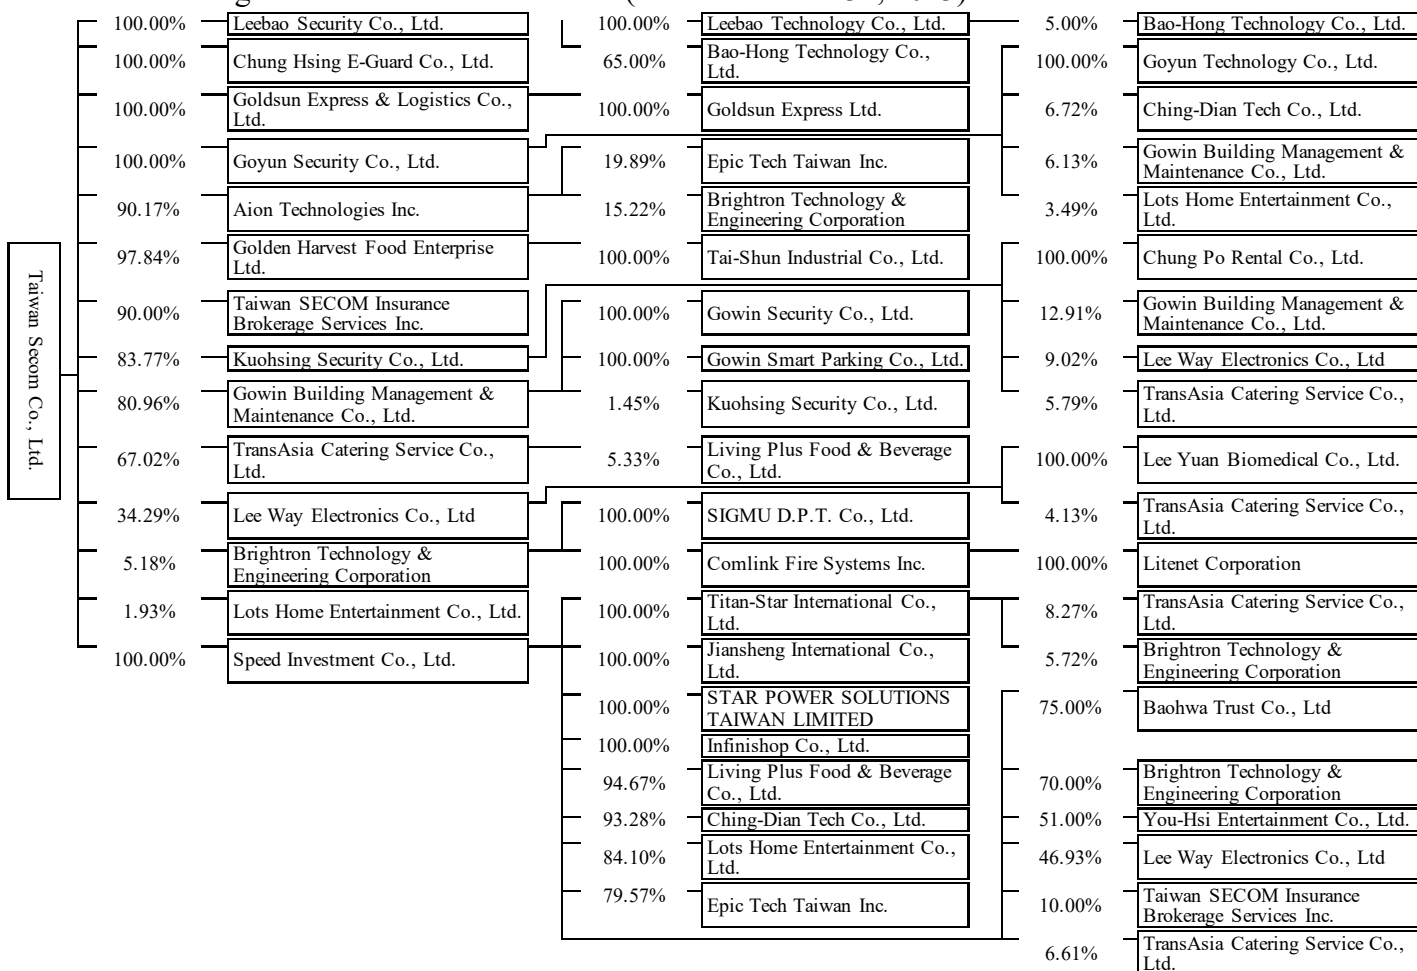 Taiwan Secom Co., Ltd.
100.00%
Leebao Security Co., Ltd.
100.00%
Chung Hsing E-Guard Co., Ltd.
100.00%
Goldsun Express & Logistics Co.,
Ltd.
100.00%
Goyun Security Co., Ltd.
90.17%
Aion Technologies Inc.
97.84%
Golden Harvest Food Enterprise
Ltd.
90.00%
Taiwan SECOM Insurance
Brokerage Services Inc.
83.77%
Kuohsing Security Co., Ltd.
80.96%
Gowin Building Management &
Maintenance Co., Ltd.
67.02%
TransAsia Catering Service Co.,
Ltd.
34.29%
Lee Way Electronics Co., Ltd
5.18%
Brightron Technology &
Engineering Corporation
1.93%
Lots Home Entertainment Co., Ltd.
100.00%
Speed Investment Co., Ltd.
100.00%
Leebao Technology Co., Ltd.
65.00%
Bao-Hong Technology Co.,
Ltd.
100.00%
Goldsun Express Ltd.
19.89%
Epic Tech Taiwan Inc.
15.22%
Brightron Technology &
Engineering Corporation
100.00%
Tai-Shun Industrial Co., Ltd.
100.00%
Gowin Security Co., Ltd.
100.00%
Gowin Smart Parking Co., Ltd.
1.45%
Kuohsing Security Co., Ltd.
5.33%
Living Plus Food & Beverage
Co., Ltd.
100.00%
SIGMU D.P.T. Co., Ltd.
100.00%
Comlink Fire Systems Inc.
100.00%
Titan-Star International Co.,
Ltd.
100.00%
Jiansheng International Co.,
Ltd.
100.00%
STAR POWER SOLUTIONS
TAIWAN LIMITED
100.00%
Infinishop Co., Ltd.
94.67%
Living Plus Food & Beverage
Co., Ltd.
93.28%
Ching-Dian Tech Co., Ltd.
84.10%
Lots Home Entertainment Co.,
Ltd.
79.57%
Epic Tech Taiwan Inc.
5.00%
Bao-Hong Technology Co., Ltd.
100.00%
Goyun Technology Co., Ltd.
6.72%
Ching-Dian Tech Co., Ltd.
6.13%
Gowin Building Management &
Maintenance Co., Ltd.
3.49%
Lots Home Entertainment Co.,
Ltd.
100.00%
Chung Po Rental Co., Ltd.
12.91%
Gowin Building Management &
Maintenance Co., Ltd.
9.02%
Lee Way Electronics Co., Ltd
5.79%
TransAsia Catering Service Co.,
Ltd.
100.00%
Lee Yuan Biomedical Co., Ltd.
4.13%
TransAsia Catering Service Co.,
Ltd.
100.00%
Litenet Corporation
8.27%
TransAsia Catering Service Co.,
Ltd.
5.72%
Brightron Technology &
Engineering Corporation
75.00%
Baohwa Trust Co., Ltd
70.00%
Brightron Technology &
Engineering Corporation
51.00%
You-Hsi Entertainment Co., Ltd.
46.93%
Lee Way Electronics Co., Ltd
10.00%
Taiwan SECOM Insurance
Brokerage Services Inc.
6.61%
TransAsia Catering Service Co.,
Ltd.